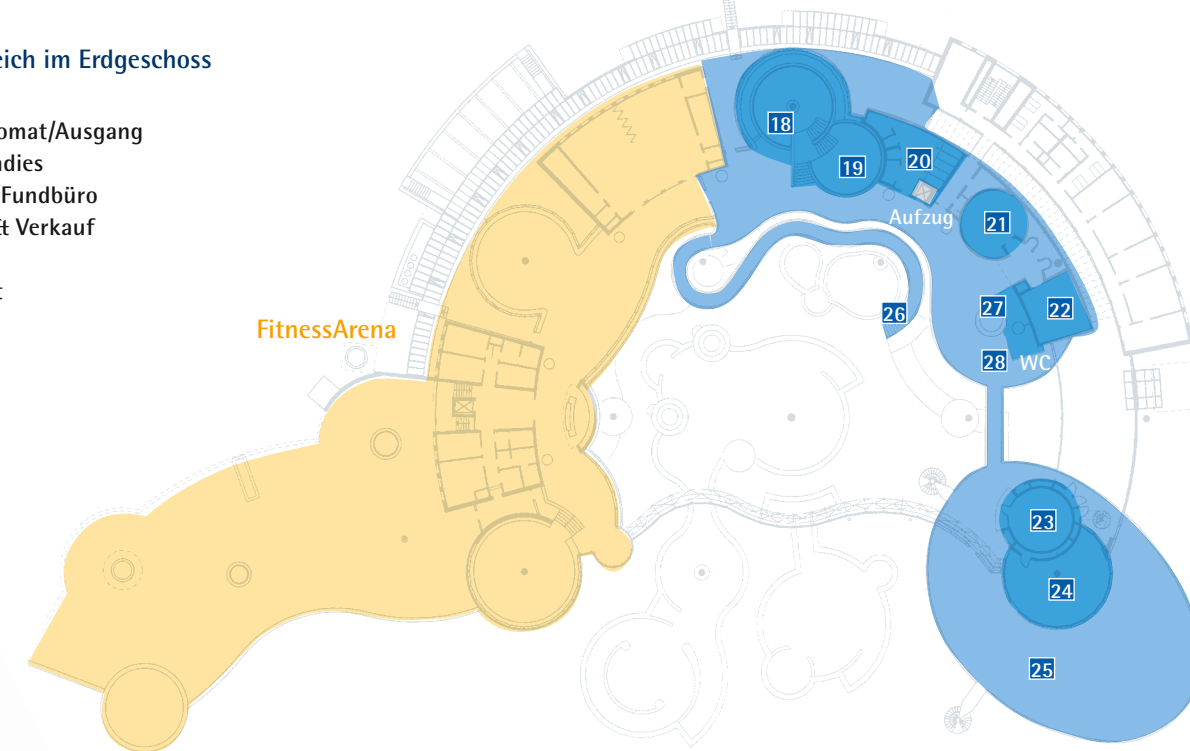 eich im Erdgeschoss
omat/Ausgang
dies
Fundbüro
& Verkauf
t
18
19
20
Aufzug
21
FitnessArena
26
27
22
28 WC
23
24
25